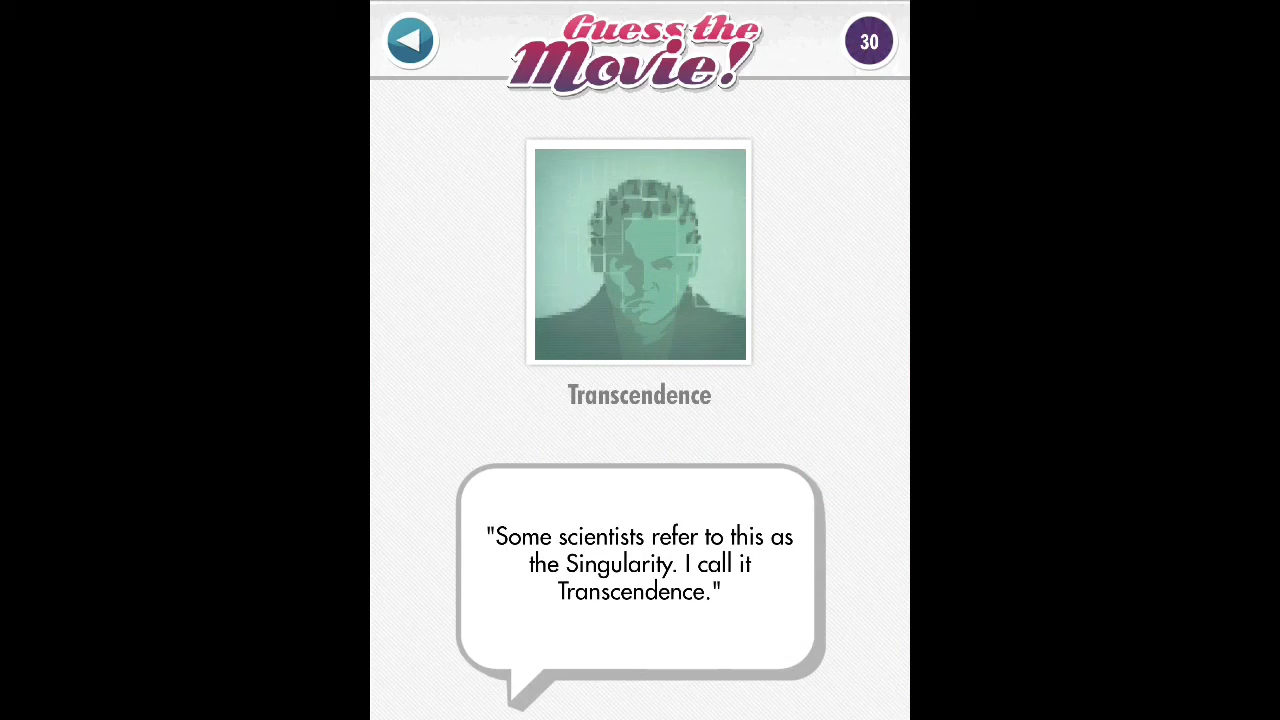 Guess the
Movie!
30
Transcendence
"Some scientists refer to this as
the Singularity. I call it
Transcendence."